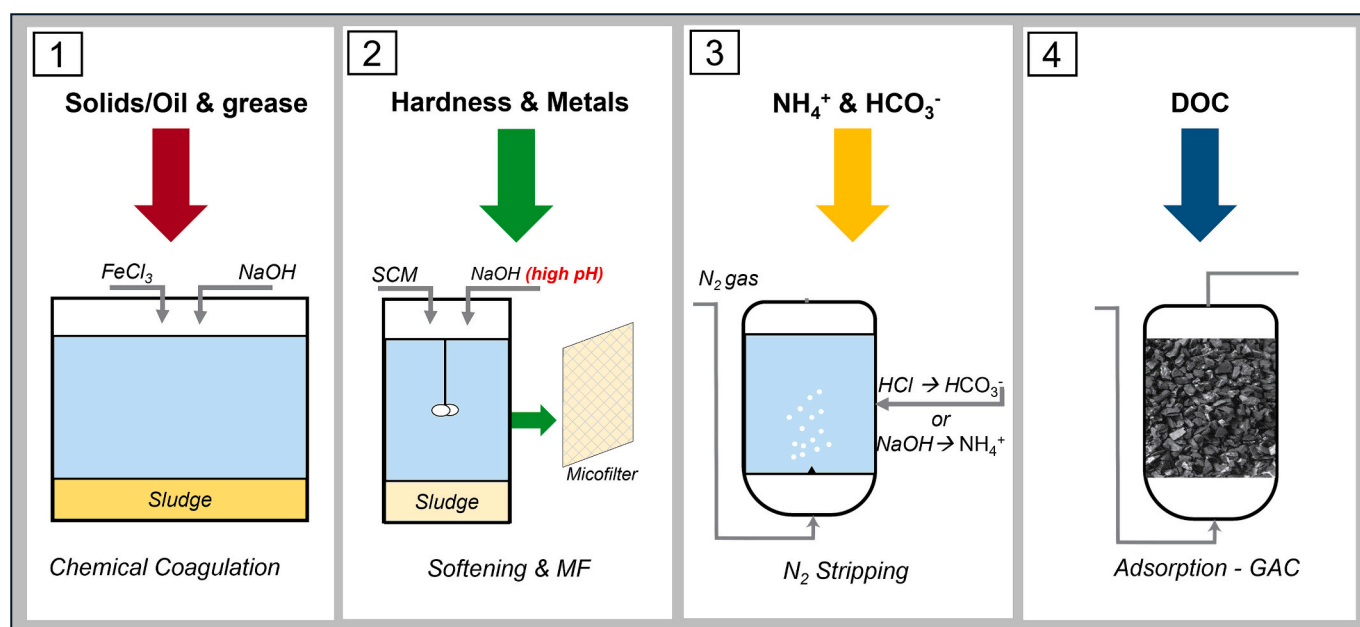 1
Solids/Oil & grease
FeCl₃
NaOH
Sludge
Chemical Coagulation
2
Hardness & Metals
SCM
NaOH (high pH)
Micofilter
Sludge
Softening & MF
3
NH₄⁺ & HCO₃⁻
N₂ gas
HCl → HCO₃⁻
or
NaOH→ NH₄⁺
N₂ Stripping
4
DOC
Adsorption - GAC